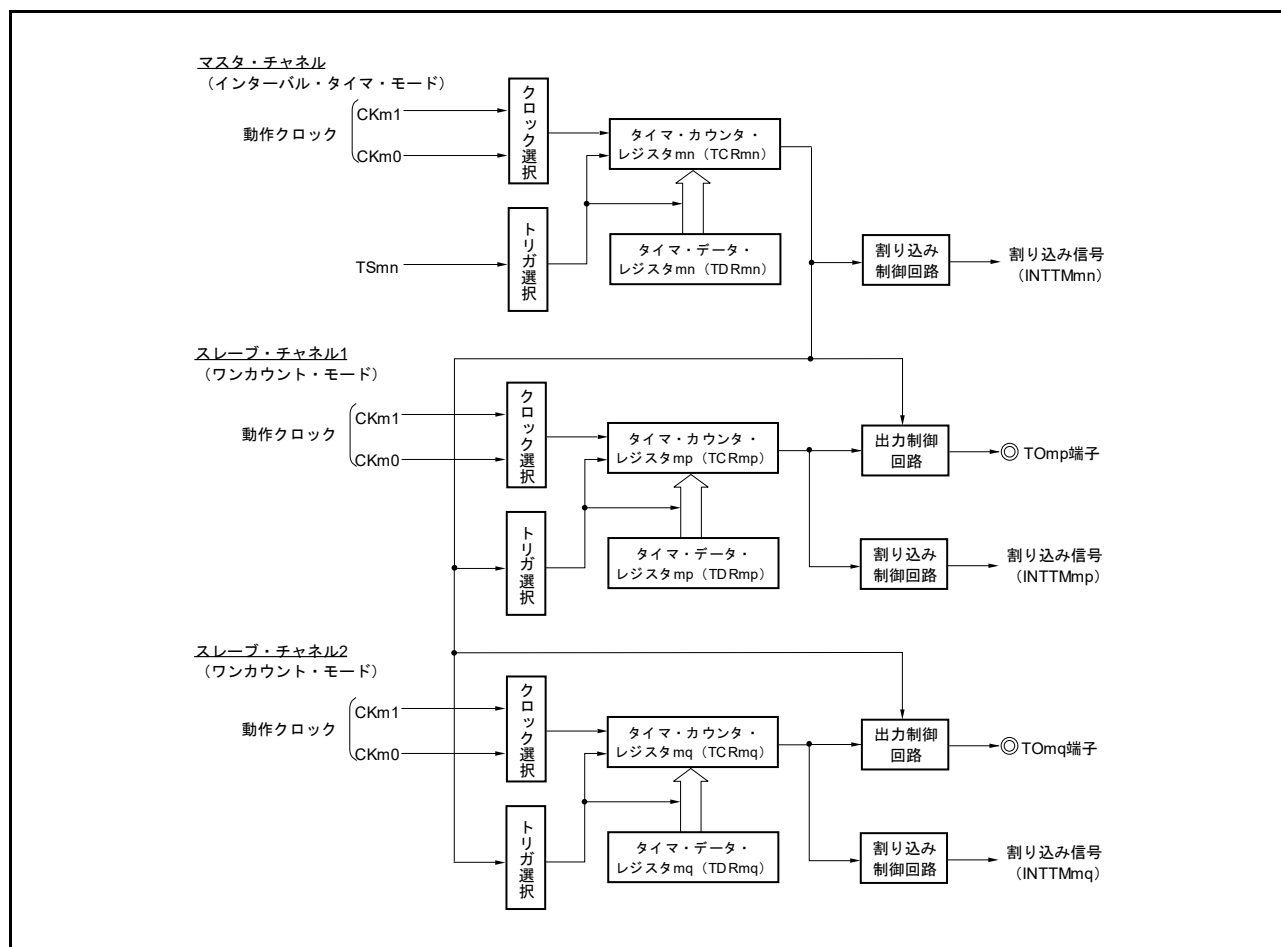 マスタ・チャネル
（インターバル・タイマ・モード）
動作クロック
CKm1
CKm0
クロック選択
タイマ・カウンタ・
レジスタmn（TCRmn）
TSmn
トリガ選択
タイマ・データ・
レジスタmn（TDRmn）
割り込み
制御回路
割り込み信号
（INTTMmn）
スレーブ・チャネル1
（ワンカウント・モード）
動作クロック
CKm1
CKm0
クロック選択
タイマ・カウンタ・
レジスタmp（TCRmp）
出力制御
回路
TOmp端子
トリガ選択
タイマ・データ・
レジスタmp（TDRmp）
割り込み
制御回路
割り込み信号
（INTTMmp）
スレーブ・チャネル2
（ワンカウント・モード）
動作クロック
CKm1
CKm0
クロック選択
タイマ・カウンタ・
レジスタmq（TCRmq）
出力制御
回路
TOmq端子
トリガ選択
タイマ・データ・
レジスタmq（TDRmq）
割り込み
制御回路
割り込み信号
（INTTMmq）